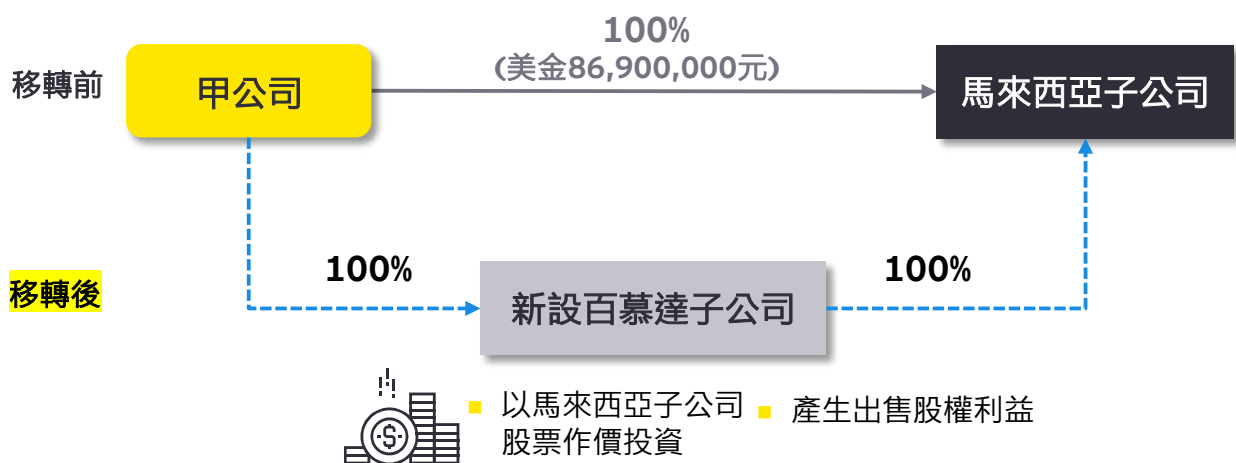 100%
(美金86,900,000元)
移轉前
甲公司
馬來西亞子公司
100%
100%
移轉後
新設百慕達子公司
$
▪ 以馬來西亞子公司
股票作價投資
▪ 產生出售股權利益